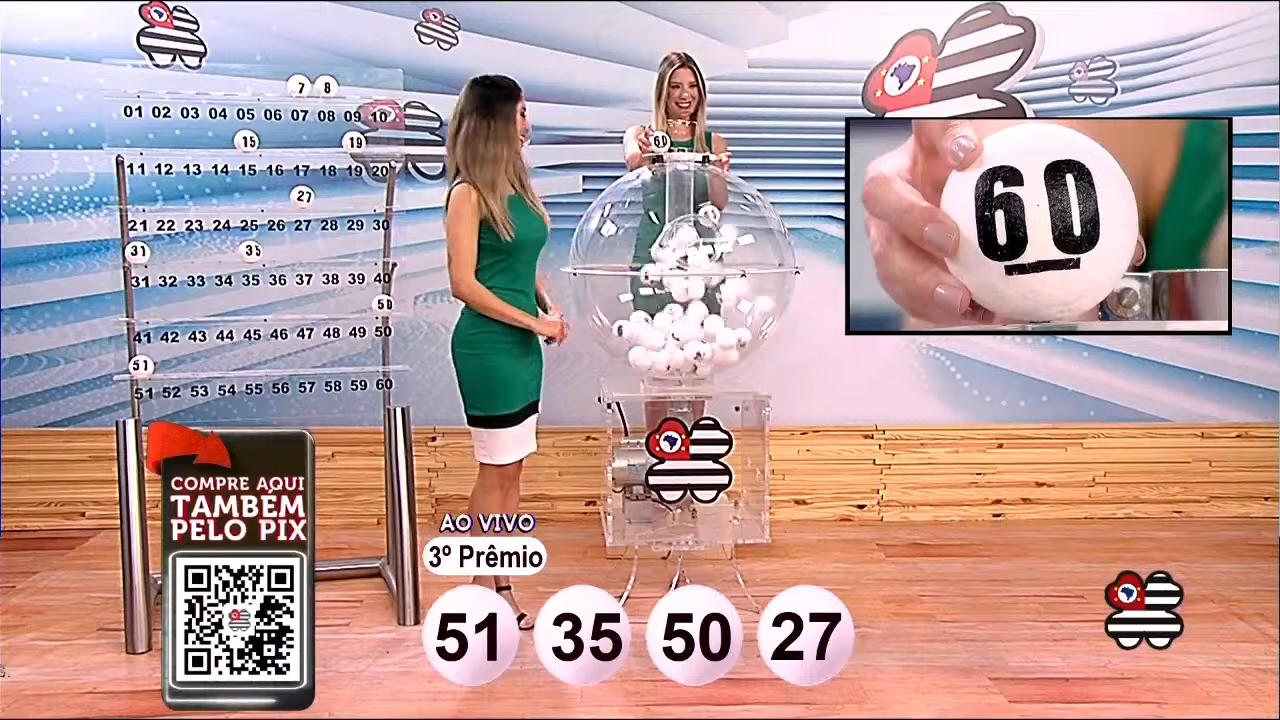 7 8
01 02 03 04 05 06 07 08 09 10
15 19
11 12 13 14 15 16 17 18 19 20
27
21 22 23 24 25 26 27 28 29 30
31 35
31 32 33 34 35 36 37 38 39 40
50
41 42 43 44 45 46 47 48 49 50
51
51 52 53 54 55 56 57 58 59 60
60
60
COMPRE AQUI
TAMBÉM
PELO PIX
AO VIVO
3º Prêmio
51 35 50 27